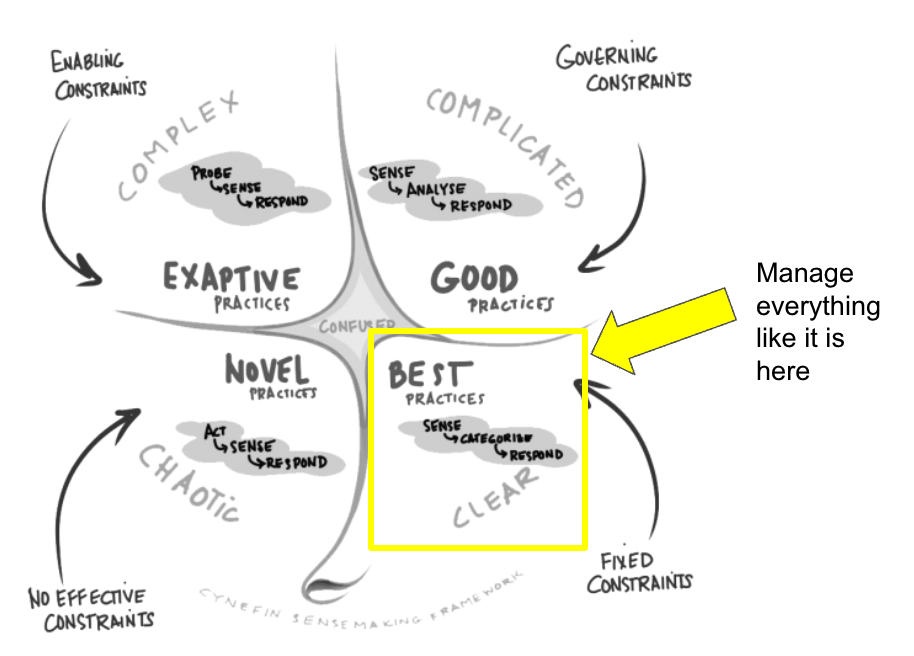 ENABLING
CONSTRAINTS
GOVERNING
CONSTRAINTS
COMPLEX
COMPLICATED
PROBE
SENSE
RESPOND
SENSE
ANALYSE
RESPOND
EXAPTIVE
PRACTICES
GOOD
PRACTICES
Manage
everything
like it is
here
CONFUSED
NOVEL
PRACTICES
BEST
PRACTICES
ACT
SENSE
RESPOND
SENSE
CATEGORISE
RESPOND
CHAOTIC
CLEAR
NO EFFECTIVE
CONSTRAINTS
FIXED
CONSTRAINTS
CYNEFIN SENSEMAKING FRAMEWORK